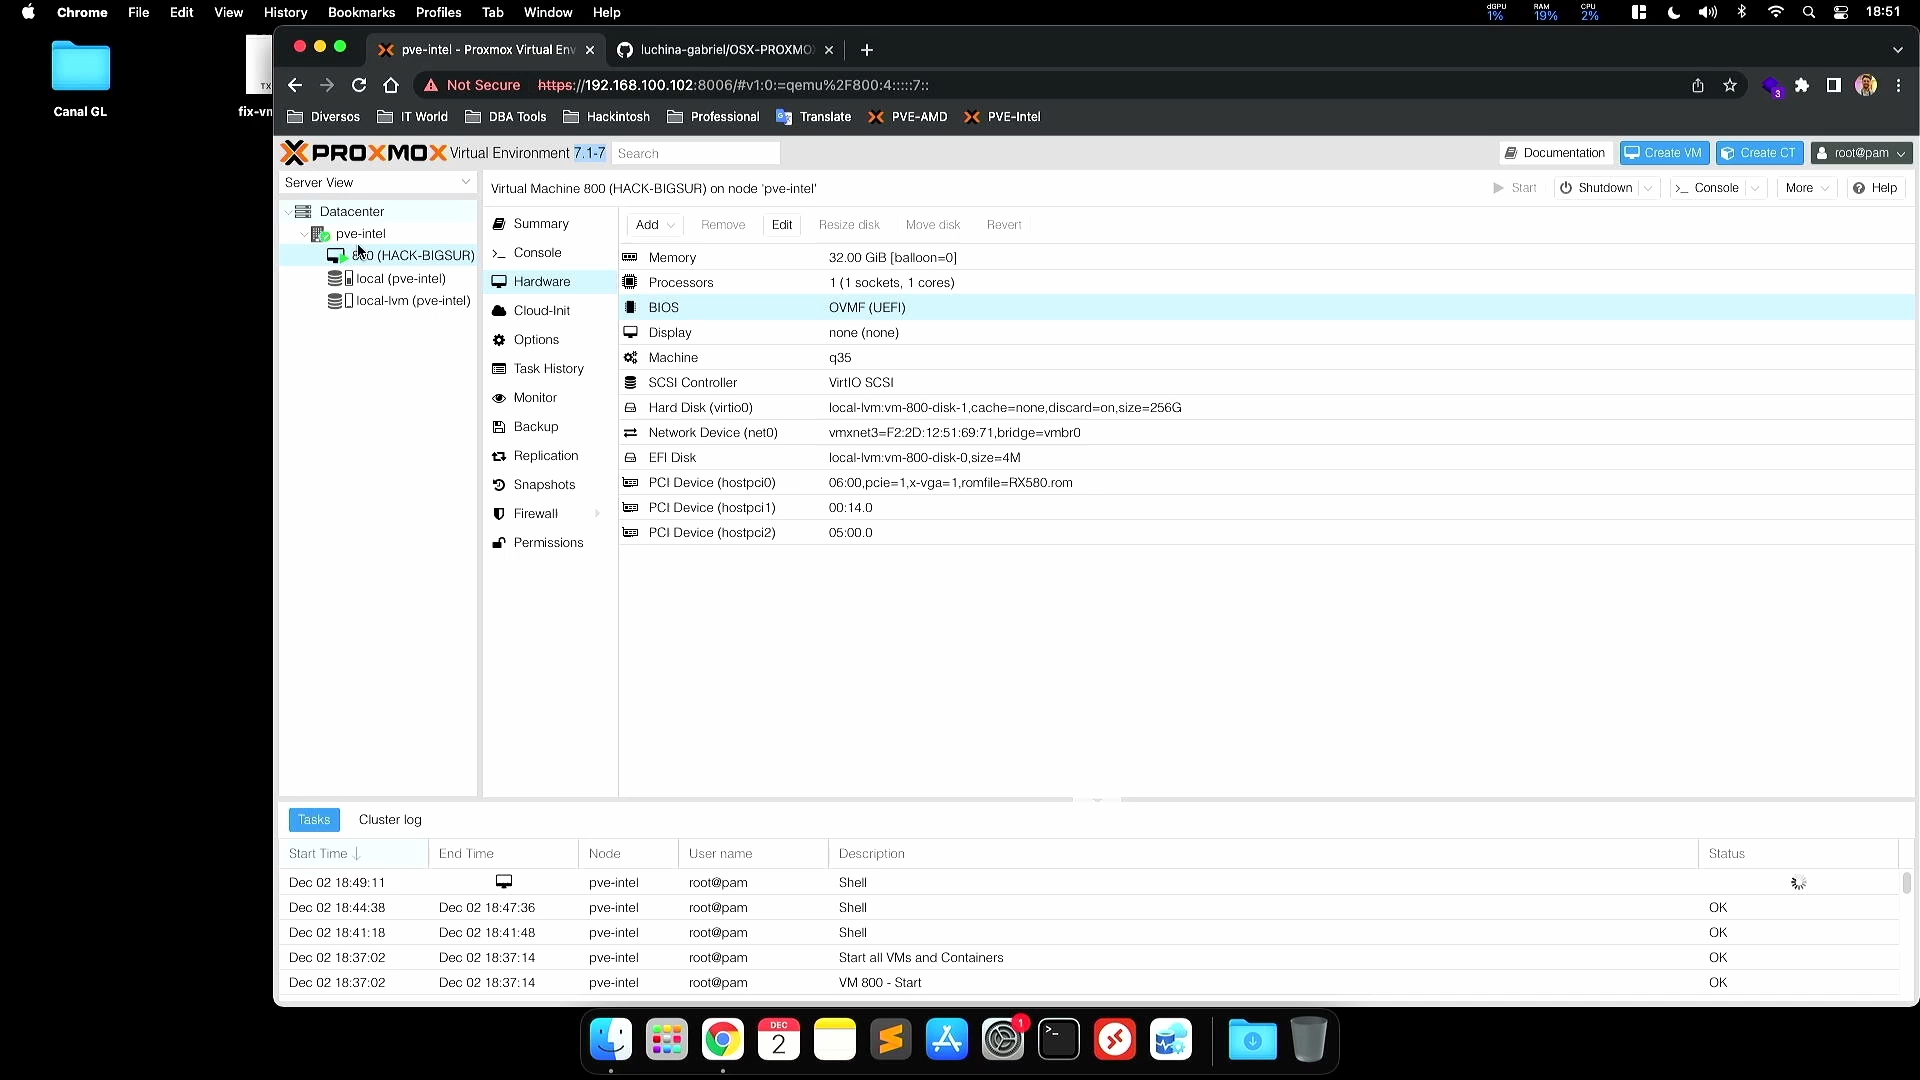 Chrome File Edit View History Bookmarks Profiles Tab Window Help dGPU 1% RAM 19% CPU 2% 18:51
pve-intel - Proxmox Virtual Env luchina-gabriel/OSX-PROXMO
Not Secure https://192.168.100.102:8006/#v1:0:=qemu%2F800:4:::::7:: 3
Diversos IT World DBA Tools Hackintosh Professional Translate PVE-AMD PVE-Intel
Canal GL
TX
fix-vm
PROXMOX Virtual Environment 7.1-7 Search Documentation Create VM Create CT root@pam
Server View
Virtual Machine 800 (HACK-BIGSUR) on node 'pve-intel' Start Shutdown Console More Help
Datacenter
pve-intel
800 (HACK-BIGSUR)
local (pve-intel)
local-lvm (pve-intel)
Summary
Console
Hardware
Cloud-Init
Options
Task History
Monitor
Backup
Replication
Snapshots
Firewall
Permissions
Add Remove Edit Resize disk Move disk Revert
Memory 32.00 GiB [balloon=0]
Processors 1 (1 sockets, 1 cores)
BIOS OVMF (UEFI)
Display none (none)
Machine q35
SCSI Controller VirtIO SCSI
Hard Disk (virtio0) local-lvm:vm-800-disk-1,cache=none,discard=on,size=256G
Network Device (net0) vmxnet3=F2:2D:12:51:69:71,bridge=vmbr0
EFI Disk local-lvm:vm-800-disk-0,size=4M
PCI Device (hostpci0) 06:00,pcie=1,x-vga=1,romfile=RX580.rom
PCI Device (hostpci1) 00:14.0
PCI Device (hostpci2) 05:00.0
Tasks Cluster log
Start Time End Time Node User name Description Status
Dec 02 18:49:11 pve-intel root@pam Shell
Dec 02 18:44:38 Dec 02 18:47:36 pve-intel root@pam Shell OK
Dec 02 18:41:18 Dec 02 18:41:48 pve-intel root@pam Shell OK
Dec 02 18:37:02 Dec 02 18:37:14 pve-intel root@pam Start all VMs and Containers OK
Dec 02 18:37:02 Dec 02 18:37:14 pve-intel root@pam VM 800 - Start OK
DEC
2
1